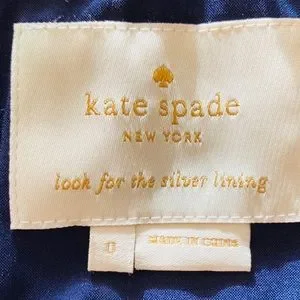 kate spade
NEW YORK
look for the silver lining
0
MADE IN CHINA